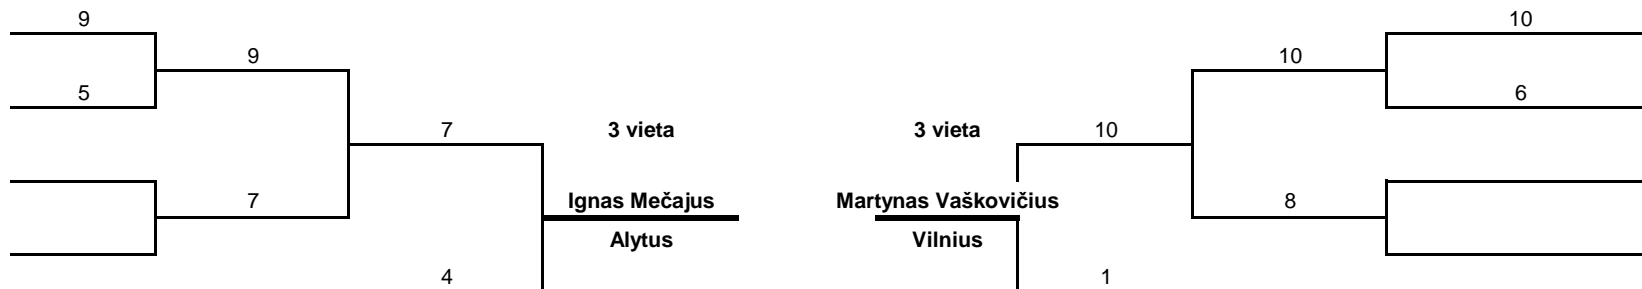 9 10
9 10
5 6
7 3 vieta 3 vieta 10
7 Ignas Mečajus Martynas Vaškovičius 8
Alytus Vilnius
4 1